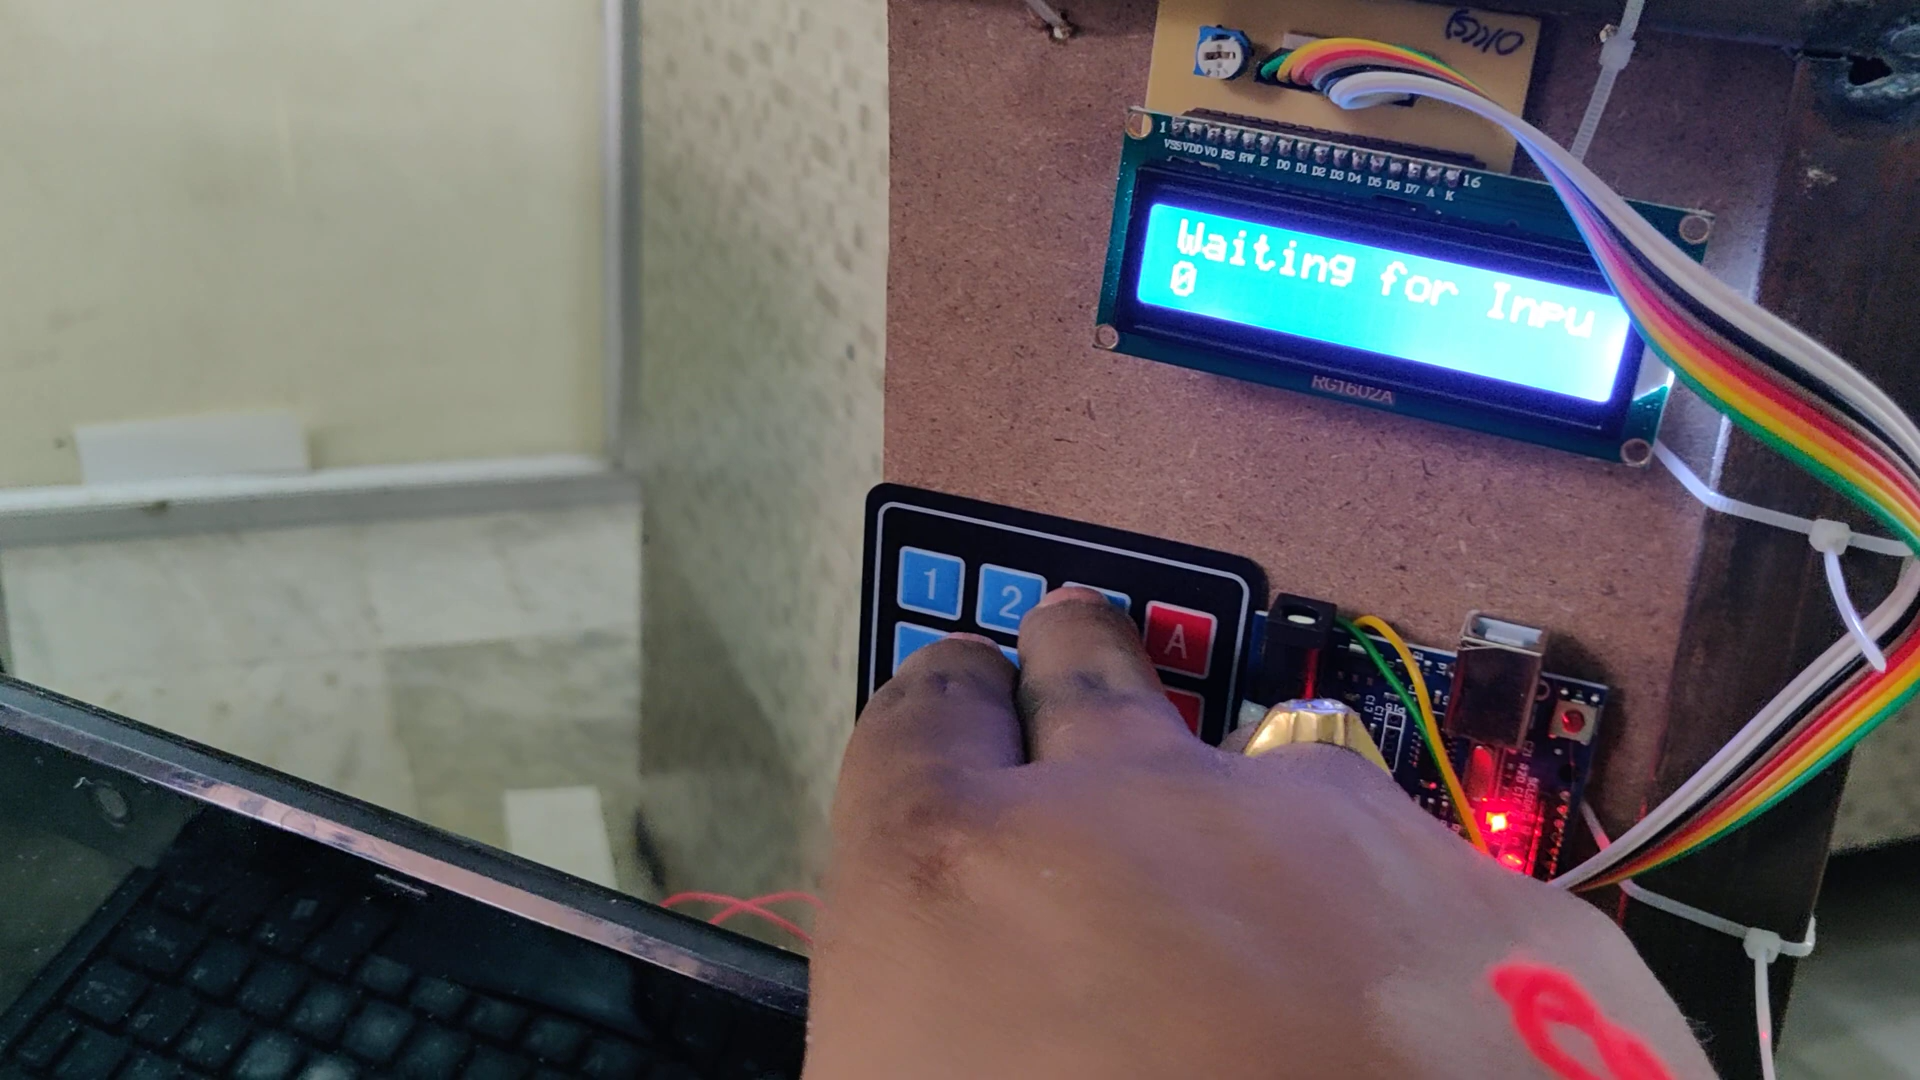 1
VSS VDD V0 RS RW E D0 D1 D2 D3 D4 D5 D6 D7 A K
16
Waiting for Inpu
0
RG1602A
1
2
A